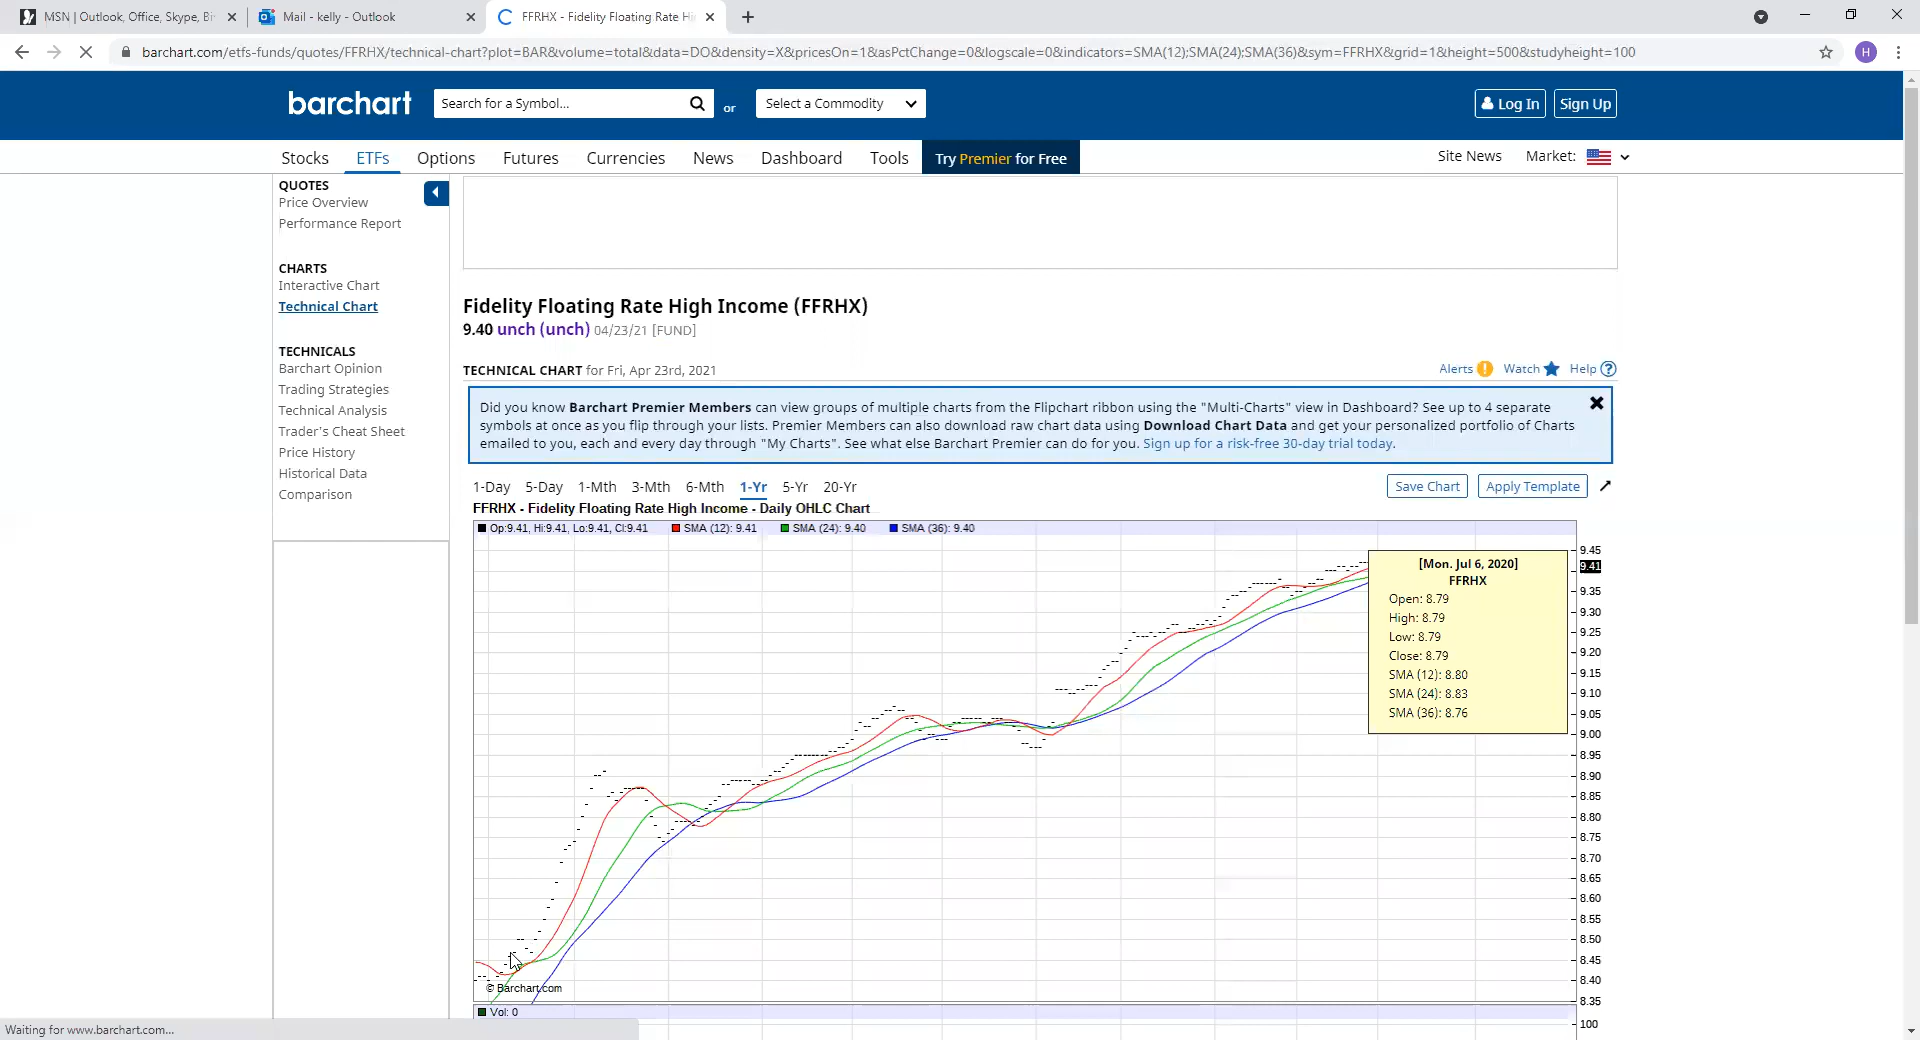 MSN | Outlook, Office, Skype, Bi
Mail - kelly - Outlook
FFRHX - Fidelity Floating Rate Hi
barchart.com/etfs-funds/quotes/FFRHX/technical-chart?plot=BAR&volume=total&data=DO&density=X&pricesOn=1&asPctChange=0&logscale=0&indicators=SMA(12);SMA(24);SMA(36)&sym=FFRHX&grid=1&height=500&studyheight=100
H
barchart
Search for a Symbol...
or
Select a Commodity
Log In
Sign Up
Stocks ETFs Options Futures Currencies News Dashboard Tools Try Premier for Free
Site News Market:
QUOTES
Price Overview
Performance Report
CHARTS
Interactive Chart
Technical Chart
TECHNICALS
Barchart Opinion
Trading Strategies
Technical Analysis
Trader's Cheat Sheet
Price History
Historical Data
Comparison
Fidelity Floating Rate High Income (FFRHX)
9.40 unch (unch) 04/23/21 [FUND]
TECHNICAL CHART for Fri, Apr 23rd, 2021
Alerts Watch Help
Did you know Barchart Premier Members can view groups of multiple charts from the Flipchart ribbon using the "Multi-Charts" view in Dashboard? See up to 4 separate
symbols at once as you flip through your lists. Premier Members can also download raw chart data using Download Chart Data and get your personalized portfolio of Charts
emailed to you, each and every day through "My Charts". See what else Barchart Premier can do for you. Sign up for a risk-free 30-day trial today.
1-Day 5-Day 1-Mth 3-Mth 6-Mth 1-Yr 5-Yr 20-Yr
Save Chart Apply Template
FFRHX - Fidelity Floating Rate High Income - Daily OHLC Chart
Op:9.41, Hi:9.41, Lo:9.41, Cl:9.41 SMA (12): 9.41 SMA (24): 9.40 SMA (36): 9.40
[Mon. Jul 6, 2020]
FFRHX
Open: 8.79
High: 8.79
Low: 8.79
Close: 8.79
SMA (12): 8.80
SMA (24): 8.83
SMA (36): 8.76
9.45
9.41
9.35
9.30
9.25
9.20
9.15
9.10
9.05
9.00
8.95
8.90
8.85
8.80
8.75
8.70
8.65
8.60
8.55
8.50
8.45
8.40
8.35
© Barchart.com
Vol: 0
100
Waiting for www.barchart.com...